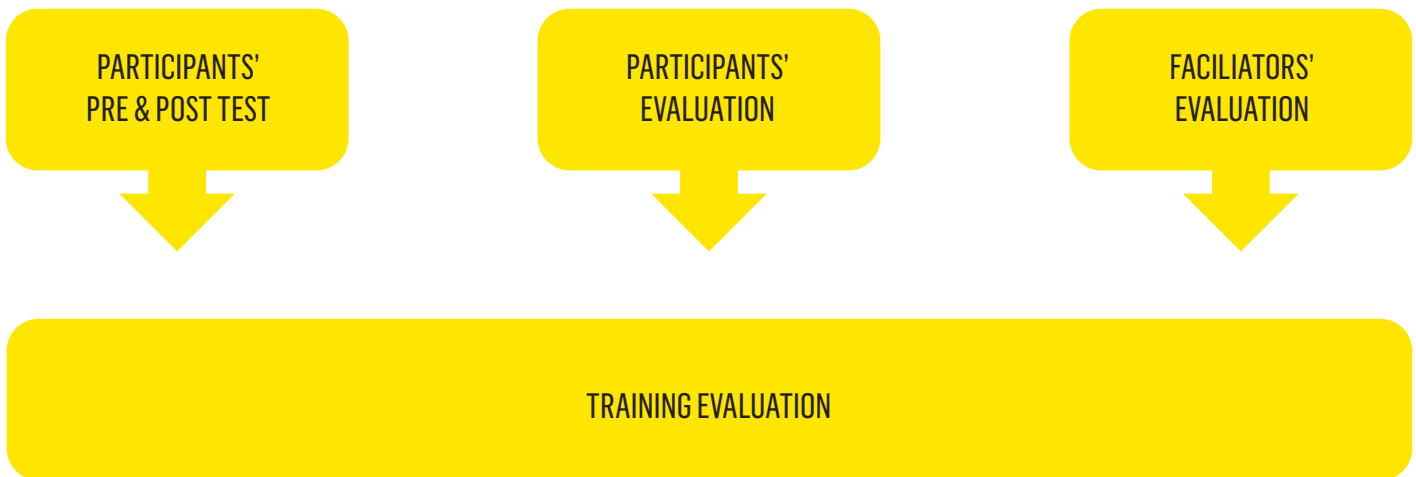 PARTICIPANTS’
PRE & POST TEST
PARTICIPANTS’
EVALUATION
FACILIATORS’
EVALUATION
TRAINING EVALUATION